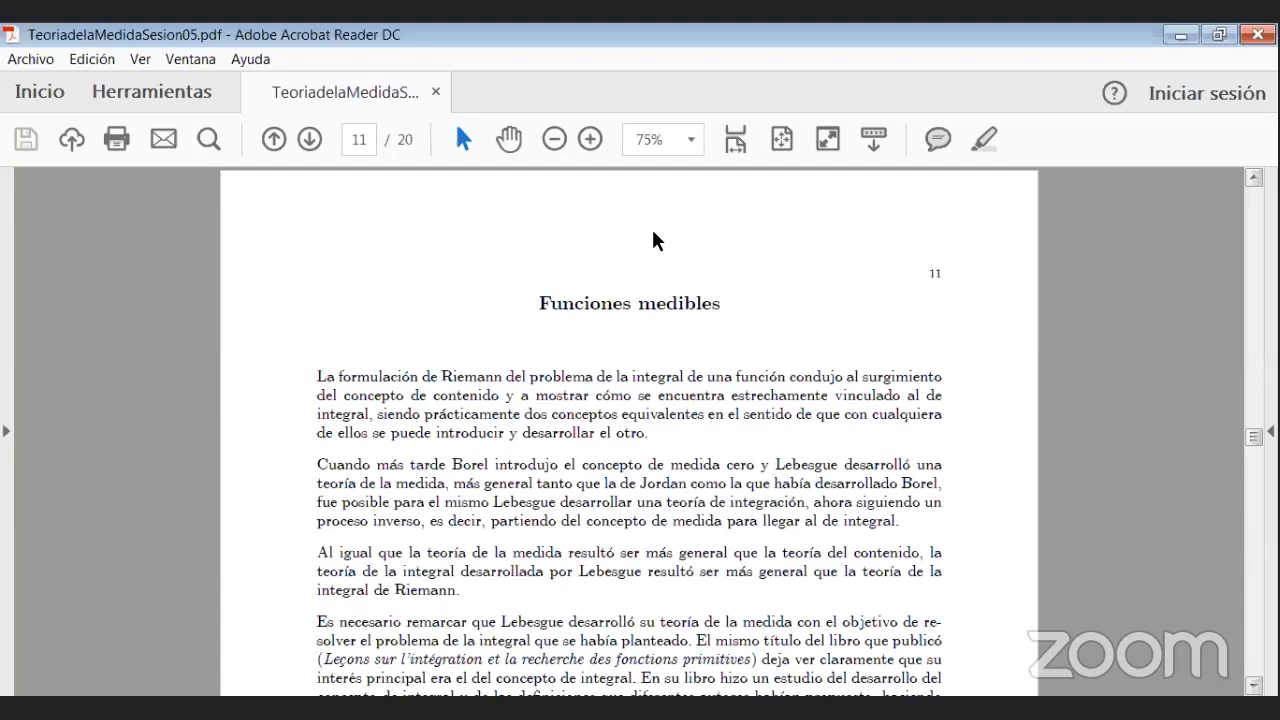 TeoriadelaMedidaSesion05.pdf - Adobe Acrobat Reader DC
Archivo Edición Ver Ventana Ayuda
Inicio Herramientas TeoriadelaMedidaS... × ? Iniciar sesión
11 / 20 75%
11
Funciones medibles
La formulación de Riemann del problema de la integral de una función condujo al surgimiento
del concepto de contenido y a mostrar cómo se encuentra estrechamente vinculado al de
integral, siendo prácticamente dos conceptos equivalentes en el sentido de que con cualquiera
de ellos se puede introducir y desarrollar el otro.
Cuando más tarde Borel introdujo el concepto de medida cero y Lebesgue desarrolló una
teoría de la medida, más general tanto que la de Jordan como la que había desarrollado Borel,
fue posible para el mismo Lebesgue desarrollar una teoría de integración, ahora siguiendo un
proceso inverso, es decir, partiendo del concepto de medida para llegar al de integral.
Al igual que la teoría de la medida resultó ser más general que la teoría del contenido, la
teoría de la integral desarrollada por Lebesgue resultó ser más general que la teoría de la
integral de Riemann.
Es necesario remarcar que Lebesgue desarrolló su teoría de la medida con el objetivo de re-
solver el problema de la integral que se había planteado. El mismo título del libro que publicó
(Leçons sur l'intégration et la recherche des fonctions primitives) deja ver claramente que su
interés principal era el del concepto de integral. En su libro hizo un estudio del desarrollo del
zoom